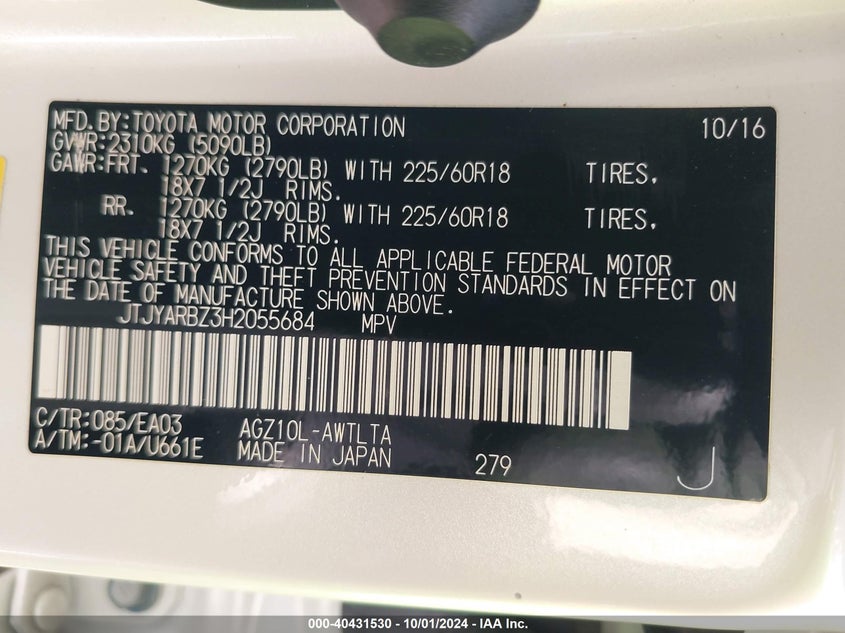 MFD.BY:TOYOTA MOTOR CORPORATION 10/16
GVWR:2310KG (5090LB)
GAWR:FRT. 1270KG (2790LB) WITH 225/60R18 TIRES.
18X7 1/2J RIMS.
RR. 1270KG (2790LB) WITH 225/60R18 TIRES.
18X7 1/2J RIMS.
THIS VEHICLE CONFORMS TO ALL APPLICABLE FEDERAL MOTOR
VEHICLE SAFETY AND THEFT PREVENTION STANDARDS IN EFFECT ON
THE DATE OF MANUFACTURE SHOWN ABOVE.
JTJYARBZ3H2055684 MPV
C/TR:085/EA03 AGZ10L-AWTLTA
A/TM:-01A/U661E MADE IN JAPAN 279 J
000-40431530 - 10/01/2024 - IAA Inc.